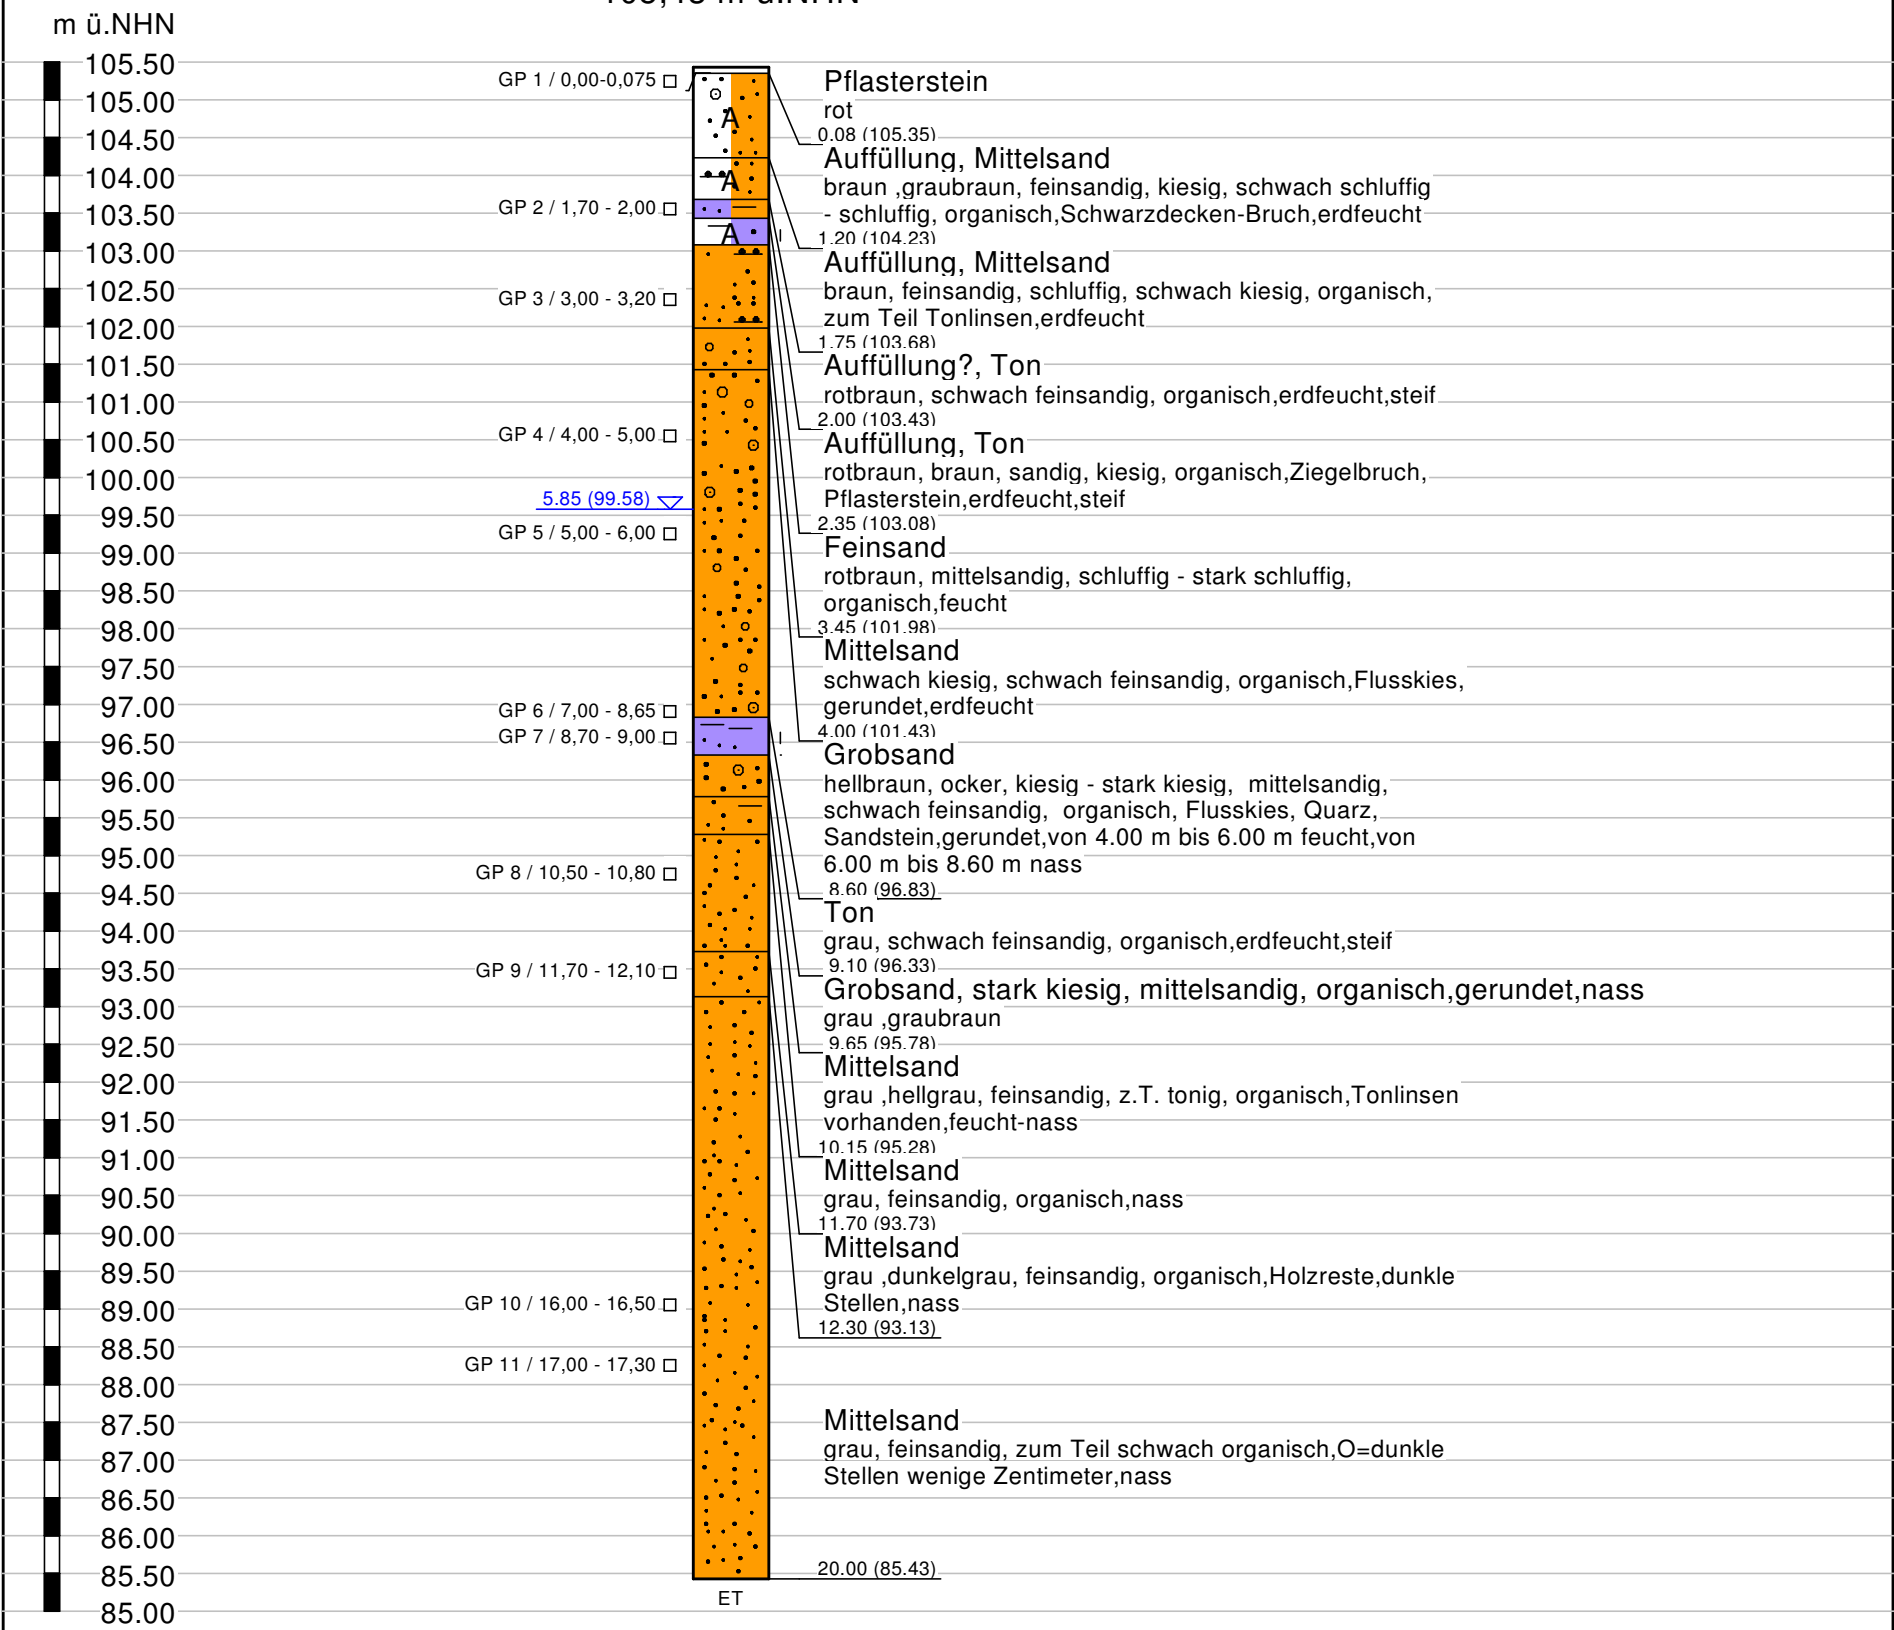 m ü.NHN
105.50
105.00
104.50
104.00
103.50
103.00
102.50
102.00
101.50
101.00
100.50
100.00
99.50
99.00
98.50
98.00
97.50
97.00
96.50
96.00
95.50
95.00
94.50
94.00
93.50
93.00
92.50
92.00
91.50
91.00
90.50
90.00
89.50
89.00
88.50
88.00
87.50
87.00
86.50
86.00
85.50
85.00
GP 1 / 0,00-0,075
GP 2 / 1,70 - 2,00
GP 3 / 3,00 - 3,20
GP 4 / 4,00 - 5,00
5.85 (99.58)
GP 5 / 5,00 - 6,00
GP 6 / 7,00 - 8,65
GP 7 / 8,70 - 9,00
GP 8 / 10,50 - 10,80
GP 9 / 11,70 - 12,10
GP 10 / 16,00 - 16,50
GP 11 / 17,00 - 17,30
A
A
A
ET
Pflasterstein
rot
0.08 (105.35)
Auffüllung, Mittelsand
braun ,graubraun, feinsandig, kiesig, schwach schluffig
- schluffig, organisch,Schwarzdecken-Bruch,erdfeucht
1.20 (104.23)
Auffüllung, Mittelsand
braun, feinsandig, schluffig, schwach kiesig, organisch,
zum Teil Tonlinsen,erdfeucht
1.75 (103.68)
Auffüllung?, Ton
rotbraun, schwach feinsandig, organisch,erdfeucht,steif
2.00 (103.43)
Auffüllung, Ton
rotbraun, braun, sandig, kiesig, organisch,Ziegelbruch,
Pflasterstein,erdfeucht,steif
2.35 (103.08)
Feinsand
rotbraun, mittelsandig, schluffig - stark schluffig,
organisch,feucht
3.45 (101.98)
Mittelsand
schwach kiesig, schwach feinsandig, organisch,Flusskies,
gerundet,erdfeucht
4.00 (101.43)
Grobsand
hellbraun, ocker, kiesig - stark kiesig,  mittelsandig,
schwach feinsandig,  organisch, Flusskies, Quarz,
Sandstein,gerundet,von 4.00 m bis 6.00 m feucht,von
6.00 m bis 8.60 m nass
8.60 (96.83)
Ton
grau, schwach feinsandig, organisch,erdfeucht,steif
9.10 (96.33)
Grobsand, stark kiesig, mittelsandig, organisch,gerundet,nass
grau ,graubraun
9.65 (95.78)
Mittelsand
grau ,hellgrau, feinsandig, z.T. tonig, organisch,Tonlinsen
vorhanden,feucht-nass
10.15 (95.28)
Mittelsand
grau, feinsandig, organisch,nass
11.70 (93.73)
Mittelsand
grau ,dunkelgrau, feinsandig, organisch,Holzreste,dunkle
Stellen,nass
12.30 (93.13)
Mittelsand
grau, feinsandig, zum Teil schwach organisch,O=dunkle
Stellen wenige Zentimeter,nass
20.00 (85.43)